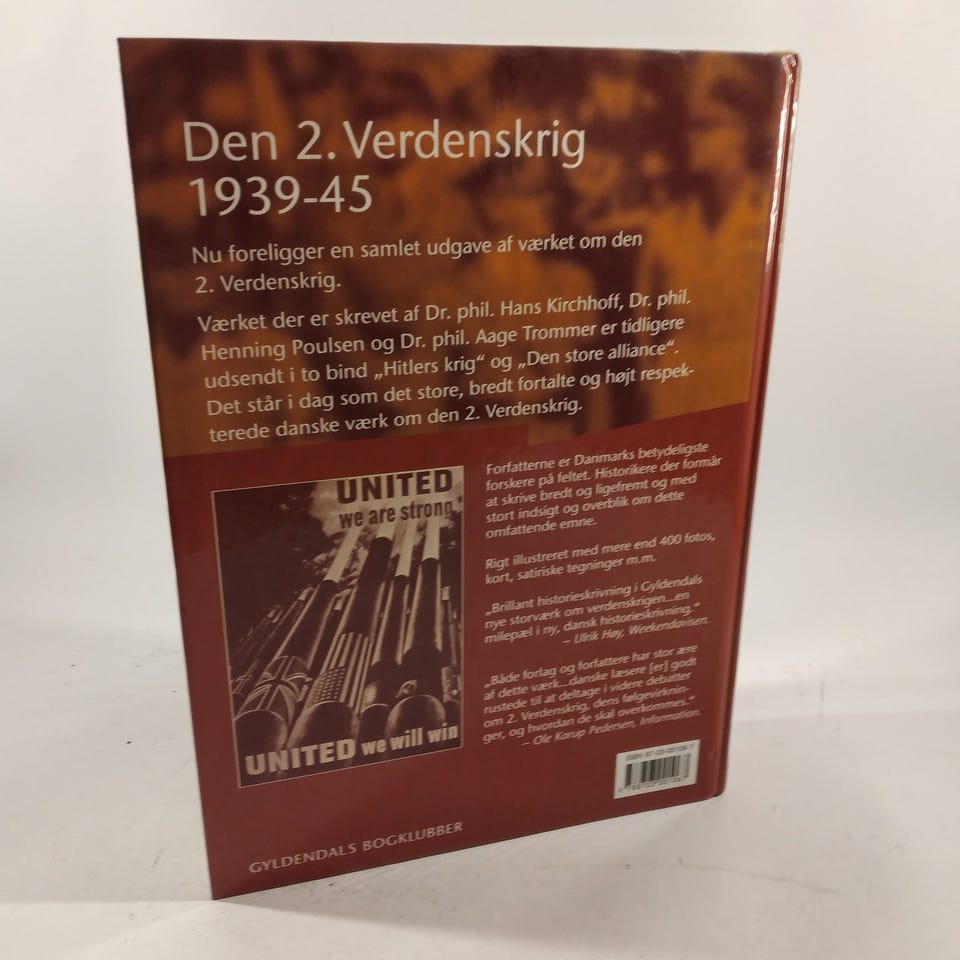 Den 2. Verdenskrig
1939-45
Nu foreligger en samlet udgave af værket om den
2. Verdenskrig.
Værket der er skrevet af Dr. phil. Hans Kirchhoff, Dr. phil.
Henning Poulsen og Dr. phil. Aage Trommer er tidligere
udsendt i to bind „Hitlers krig“ og „Den store alliance“.
Det står i dag som det store, bredt fortalte og højt respek-
terede danske værk om den 2. Verdenskrig.
Forfatterne er Danmarks betydeligste
forskere på feltet. Historikere der formår
at skrive bredt og ligefremt og med
stort indsigt og overblik om dette
omfattende emne.
Rigt illustreret med mere end 400 fotos,
kort, satiriske tegninger m.m.
„Brillant historieskrivning i Gyldendals
nye storværk om verdenskrigen...en
milepæl i ny, dansk historieskrivning.“
– Ulrik Høy, Weekendavisen.
„Både forlag og forfattere har stor ære
af dette værk...danske læsere [er] godt
rustede til at deltage i videre debatter
om 2. Verdenskrig, dens følgevirknin-
ger, og hvordan de skal overkommes.“
– Ole Karup Pedersen, Information.
UNITED
we are strong
UNITED we will win
ISBN 87-03-00106-7
GYLDENDALS BOGKLUBBER